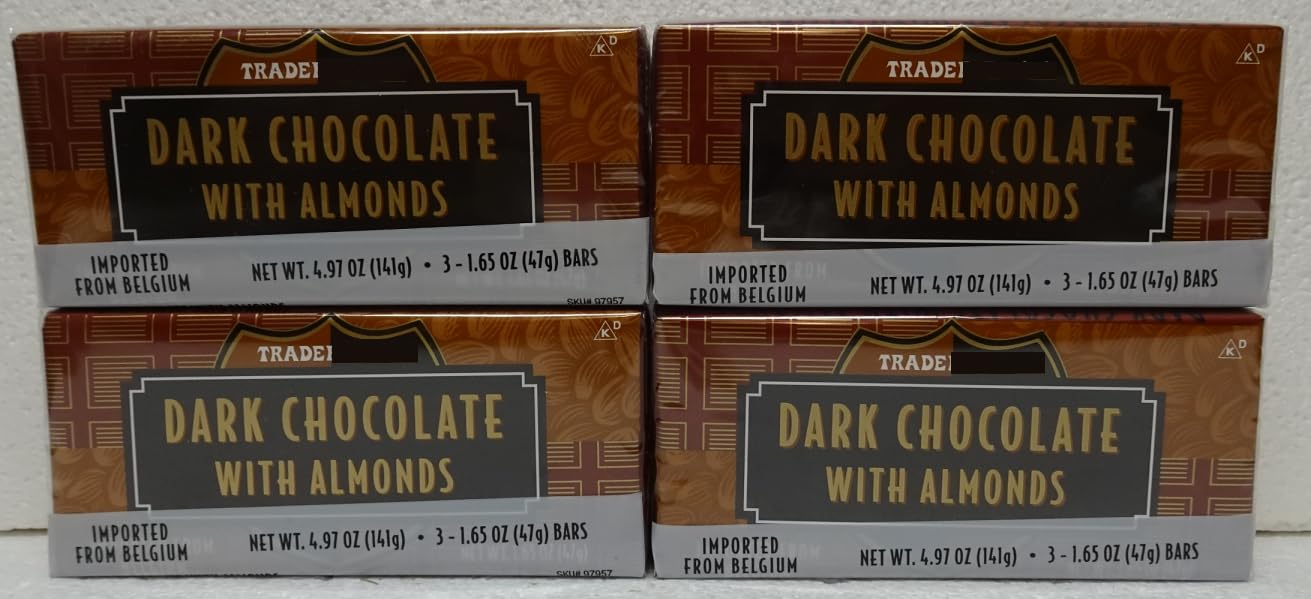 TRADER
K D
DARK CHOCOLATE
WITH ALMONDS
IMPORTED
FROM BELGIUM
NET WT. 4.97 OZ (141g) • 3 – 1.65 OZ (47g) BARS
SKU# 97957
TRADER
K D
DARK CHOCOLATE
WITH ALMONDS
IMPORTED
FROM BELGIUM
NET WT. 4.97 OZ (141g) • 3 – 1.65 OZ (47g) BARS
TRADER
K D
DARK CHOCOLATE
WITH ALMONDS
IMPORTED
FROM BELGIUM
NET WT. 4.97 OZ (141g) • 3 – 1.65 OZ (47g) BARS
SKU# 97957
TRADER
K D
DARK CHOCOLATE
WITH ALMONDS
IMPORTED
FROM BELGIUM
NET WT. 4.97 OZ (141g) • 3 – 1.65 OZ (47g) BARS